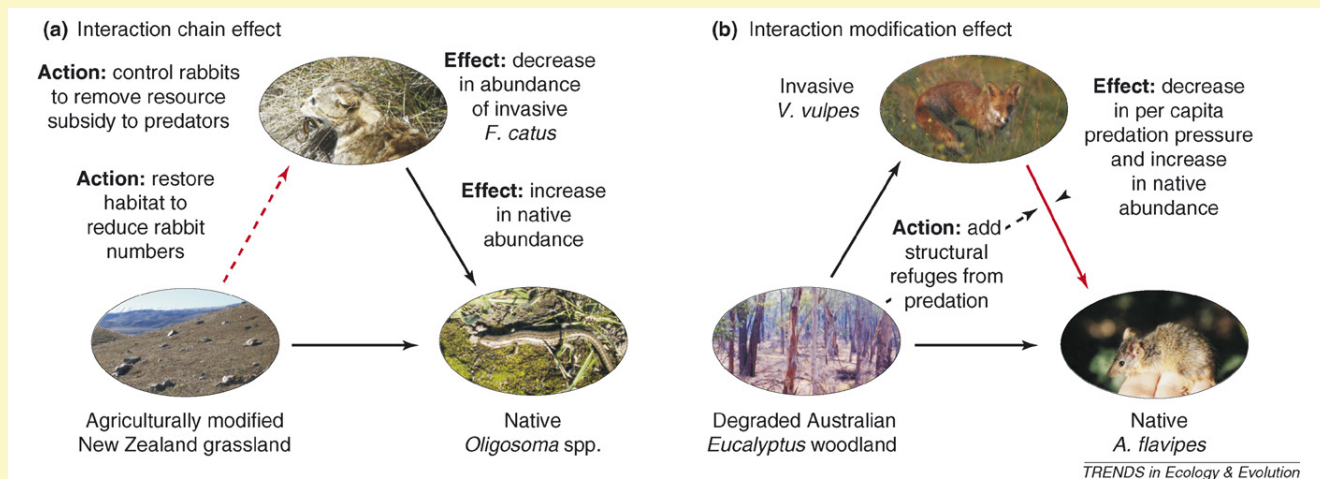 (a) Interaction chain effect
Action: control rabbits
to remove resource
subsidy to predators
Effect: decrease
in abundance
of invasive
F. catus
Action: restore
habitat to
reduce rabbit
numbers
Effect: increase
in native
abundance
Agriculturally modified
New Zealand grassland
Native
Oligosoma spp.
(b) Interaction modification effect
Invasive
V. vulpes
Effect: decrease
in per capita
predation pressure
and increase
in native
abundance
Action: add
structural
refuges from
predation
Degraded Australian
Eucalyptus woodland
Native
A. flavipes
TRENDS in Ecology & Evolution